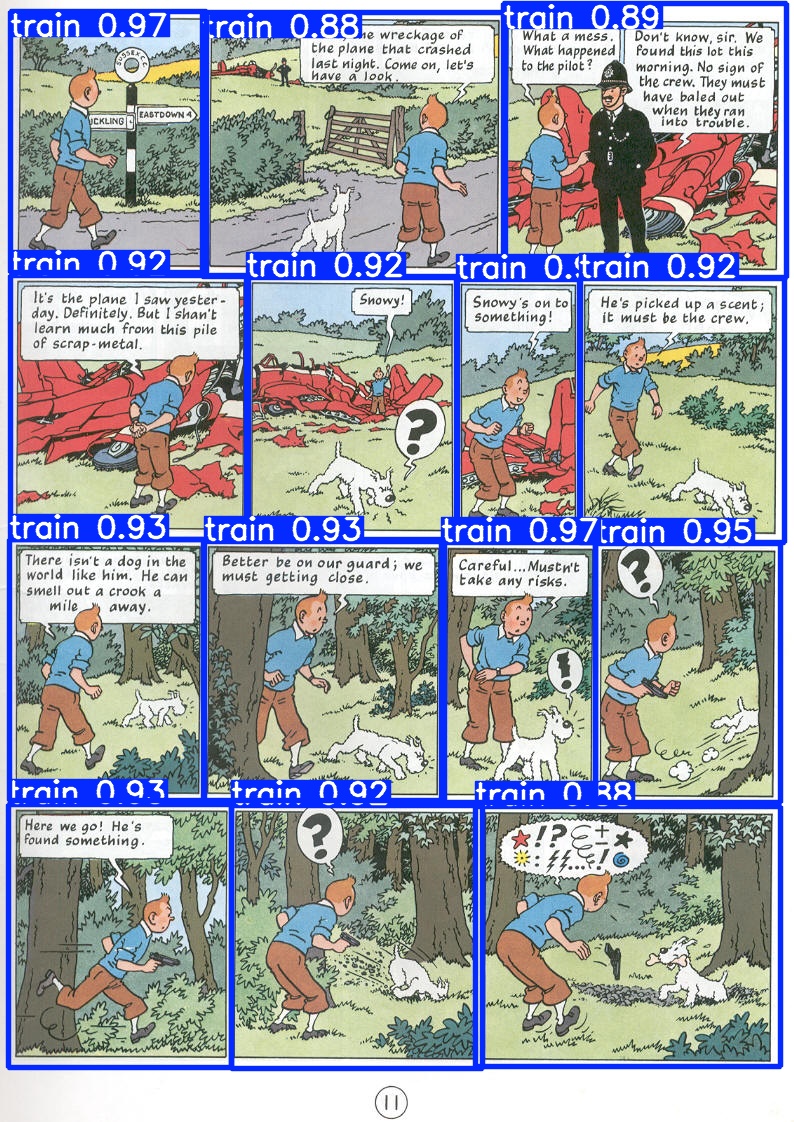 train 0.97
SUSSEX C.C.
ICKLING
EASTDOWN 4
train 0.88
wreckage of
the plane that crashed
last night. Come on, let's
have a look.
train 0.89
What a mess.
What happened
to the pilot?
Don't know, sir. We
found this lot this
morning. No sign of
the crew. They must
have baled out
when they ran
into trouble.
train 0.92
It's the plane I saw yester-
day. Definitely. But I shan't
learn much from this pile
of scrap-metal.
train 0.92
Snowy!
?
train 0.9
Snowy's on to
something!
train 0.92
He's picked up a scent;
it must be the crew.
train 0.93
There isn't a dog in the
world like him. He can
smell out a crook a
mile away.
train 0.93
Better be on our guard; we
must getting close.
train 0.97
Careful...Mustn't
take any risks.
!
train 0.95
?
train 0.93
Here we go! He's
found something.
train 0.92
?
train 0.88
!?
: ...!
11